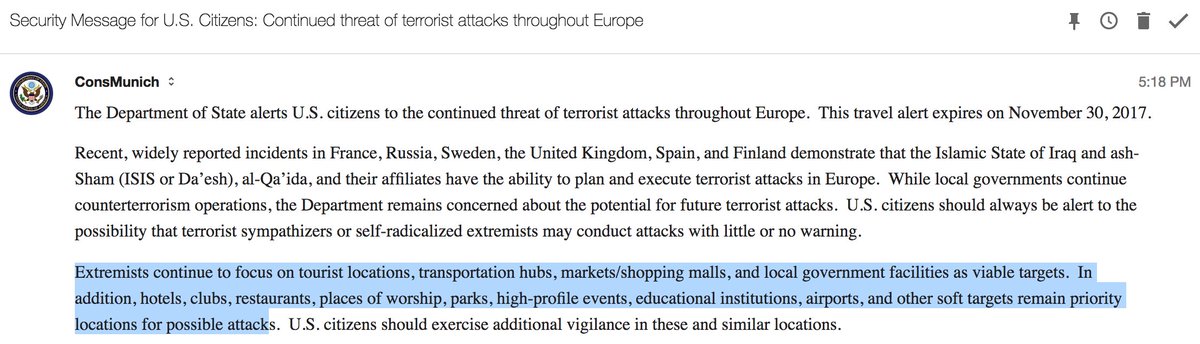 Security Message for U.S. Citizens: Continued threat of terrorist attacks throughout Europe
ConsMunich
5:18 PM
The Department of State alerts U.S. citizens to the continued threat of terrorist attacks throughout Europe.  This travel alert expires on November 30, 2017.
Recent, widely reported incidents in France, Russia, Sweden, the United Kingdom, Spain, and Finland demonstrate that the Islamic State of Iraq and ash-
Sham (ISIS or Da’esh), al-Qa’ida, and their affiliates have the ability to plan and execute terrorist attacks in Europe.  While local governments continue
counterterrorism operations, the Department remains concerned about the potential for future terrorist attacks.  U.S. citizens should always be alert to the
possibility that terrorist sympathizers or self-radicalized extremists may conduct attacks with little or no warning.
Extremists continue to focus on tourist locations, transportation hubs, markets/shopping malls, and local government facilities as viable targets.  In
addition, hotels, clubs, restaurants, places of worship, parks, high-profile events, educational institutions, airports, and other soft targets remain priority
locations for possible attacks.  U.S. citizens should exercise additional vigilance in these and similar locations.